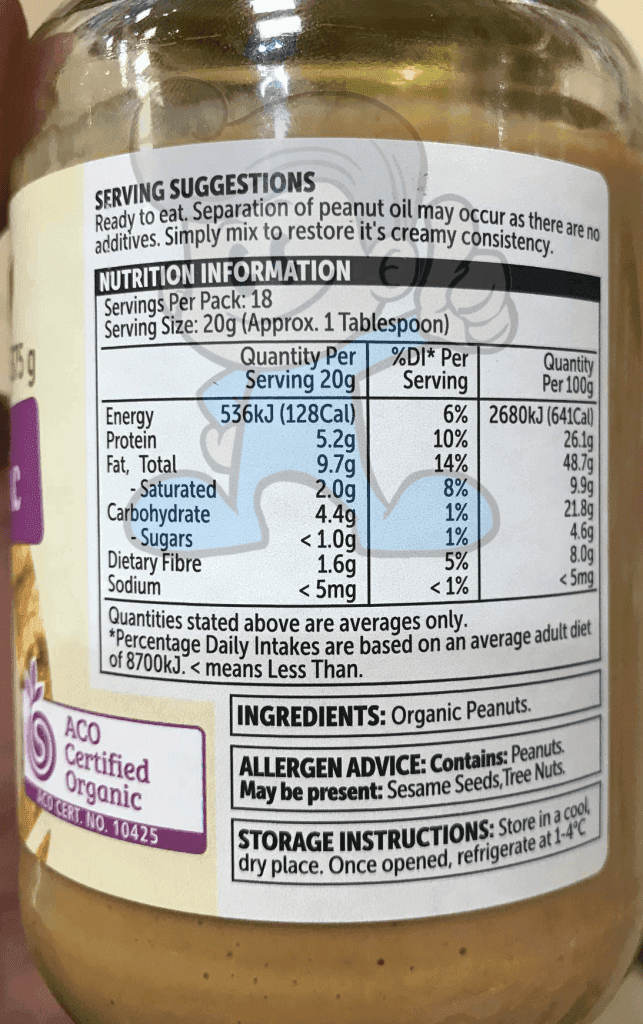 SERVING SUGGESTIONS
Ready to eat. Separation of peanut oil may occur as there are no
additives. Simply mix to restore it's creamy consistency.
NUTRITION INFORMATION
Servings Per Pack: 18
Serving Size: 20g (Approx. 1 Tablespoon)
Quantity Per Serving 20g %DI* Per Serving Quantity Per 100g
Energy 536kJ (128Cal) 6% 2680kJ (641Cal)
Protein 5.2g 10% 26.1g
Fat, Total 9.7g 14% 48.7g
- Saturated 2.0g 8% 9.9g
Carbohydrate 4.4g 1% 21.8g
- Sugars < 1.0g 1% 4.6g
Dietary Fibre 1.6g 5% 8.0g
Sodium < 5mg < 1% < 5mg
Quantities stated above are averages only.
*Percentage Daily Intakes are based on an average adult diet
of 8700kJ. < means Less Than.
INGREDIENTS: Organic Peanuts.
ALLERGEN ADVICE: Contains: Peanuts.
May be present: Sesame Seeds, Tree Nuts.
STORAGE INSTRUCTIONS: Store in a cool,
dry place. Once opened, refrigerate at 1-4°C
ACO
Certified
Organic
ACO CERT. NO. 10425